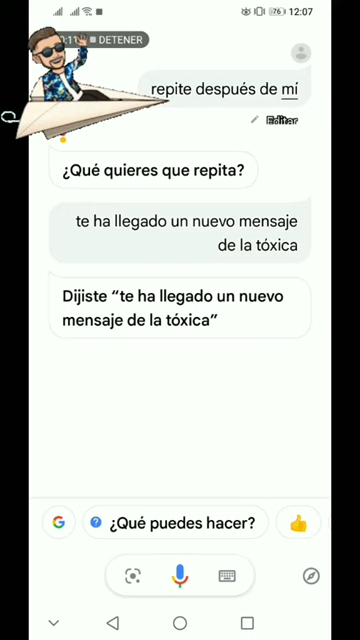 76 12:07
DETENER
repite después de mí
Editar
¿Qué quieres que repita?
te ha llegado un nuevo mensaje
de la tóxica
Dijiste “te ha llegado un nuevo
mensaje de la tóxica”
¿Qué puedes hacer?